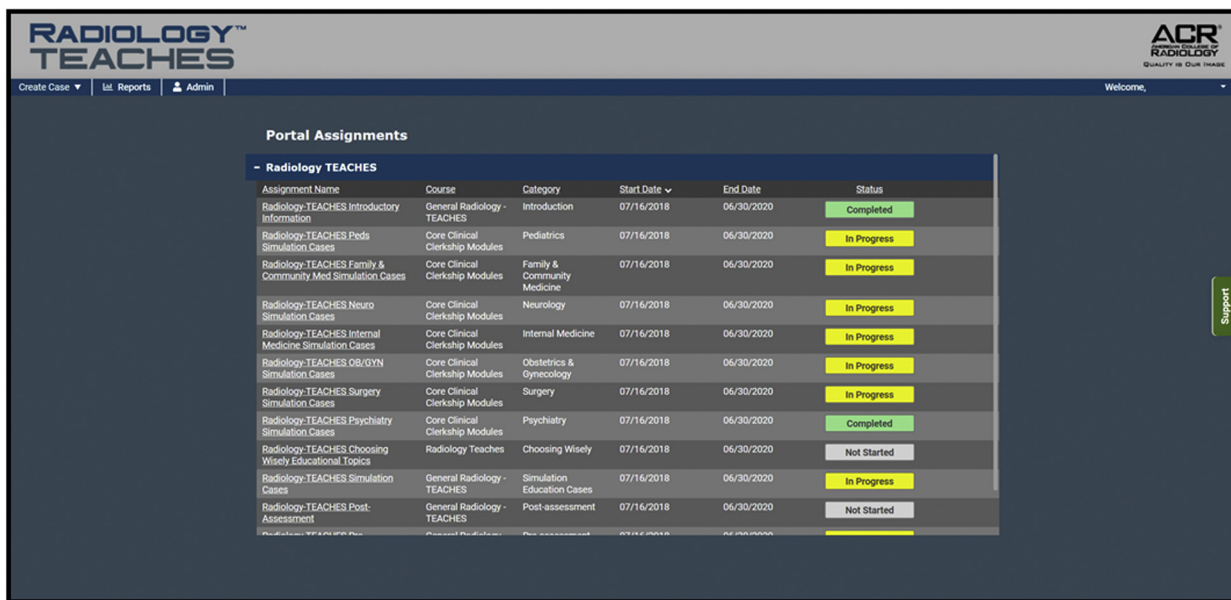 RADIOLOGY™
TEACHES
ACR®
AMERICAN COLLEGE OF
RADIOLOGY
QUALITY IS OUR IMAGE
Create Case ▼ Reports Admin Welcome,
Portal Assignments
− Radiology TEACHES
Assignment Name Course Category Start Date End Date Status
Radiology-TEACHES Introductory General Radiology - Introduction 07/16/2018 06/30/2020 Completed
Information TEACHES
Radiology-TEACHES Peds Core Clinical Pediatrics 07/16/2018 06/30/2020 In Progress
Simulation Cases Clerkship Modules
Radiology-TEACHES Family & Core Clinical Family & 07/16/2018 06/30/2020 In Progress
Community Med Simulation Cases Clerkship Modules Community
Medicine
Radiology-TEACHES Neuro Core Clinical Neurology 07/16/2018 06/30/2020 In Progress
Simulation Cases Clerkship Modules
Radiology-TEACHES Internal Core Clinical Internal Medicine 07/16/2018 06/30/2020 In Progress
Medicine Simulation Cases Clerkship Modules
Radiology-TEACHES OB/GYN Core Clinical Obstetrics & 07/16/2018 06/30/2020 In Progress
Simulation Cases Clerkship Modules Gynecology
Radiology-TEACHES Surgery Core Clinical Surgery 07/16/2018 06/30/2020 In Progress
Simulation Cases Clerkship Modules
Radiology-TEACHES Psychiatry Core Clinical Psychiatry 07/16/2018 06/30/2020 Completed
Simulation Cases Clerkship Modules
Radiology-TEACHES Choosing Radiology Teaches Choosing Wisely 07/16/2018 06/30/2020 Not Started
Wisely Educational Topics
Radiology-TEACHES Simulation General Radiology - Simulation 07/16/2018 06/30/2020 In Progress
Cases TEACHES Education Cases
Radiology-TEACHES Post- General Radiology - Post-assessment 07/16/2018 06/30/2020 Not Started
Assessment TEACHES
Support